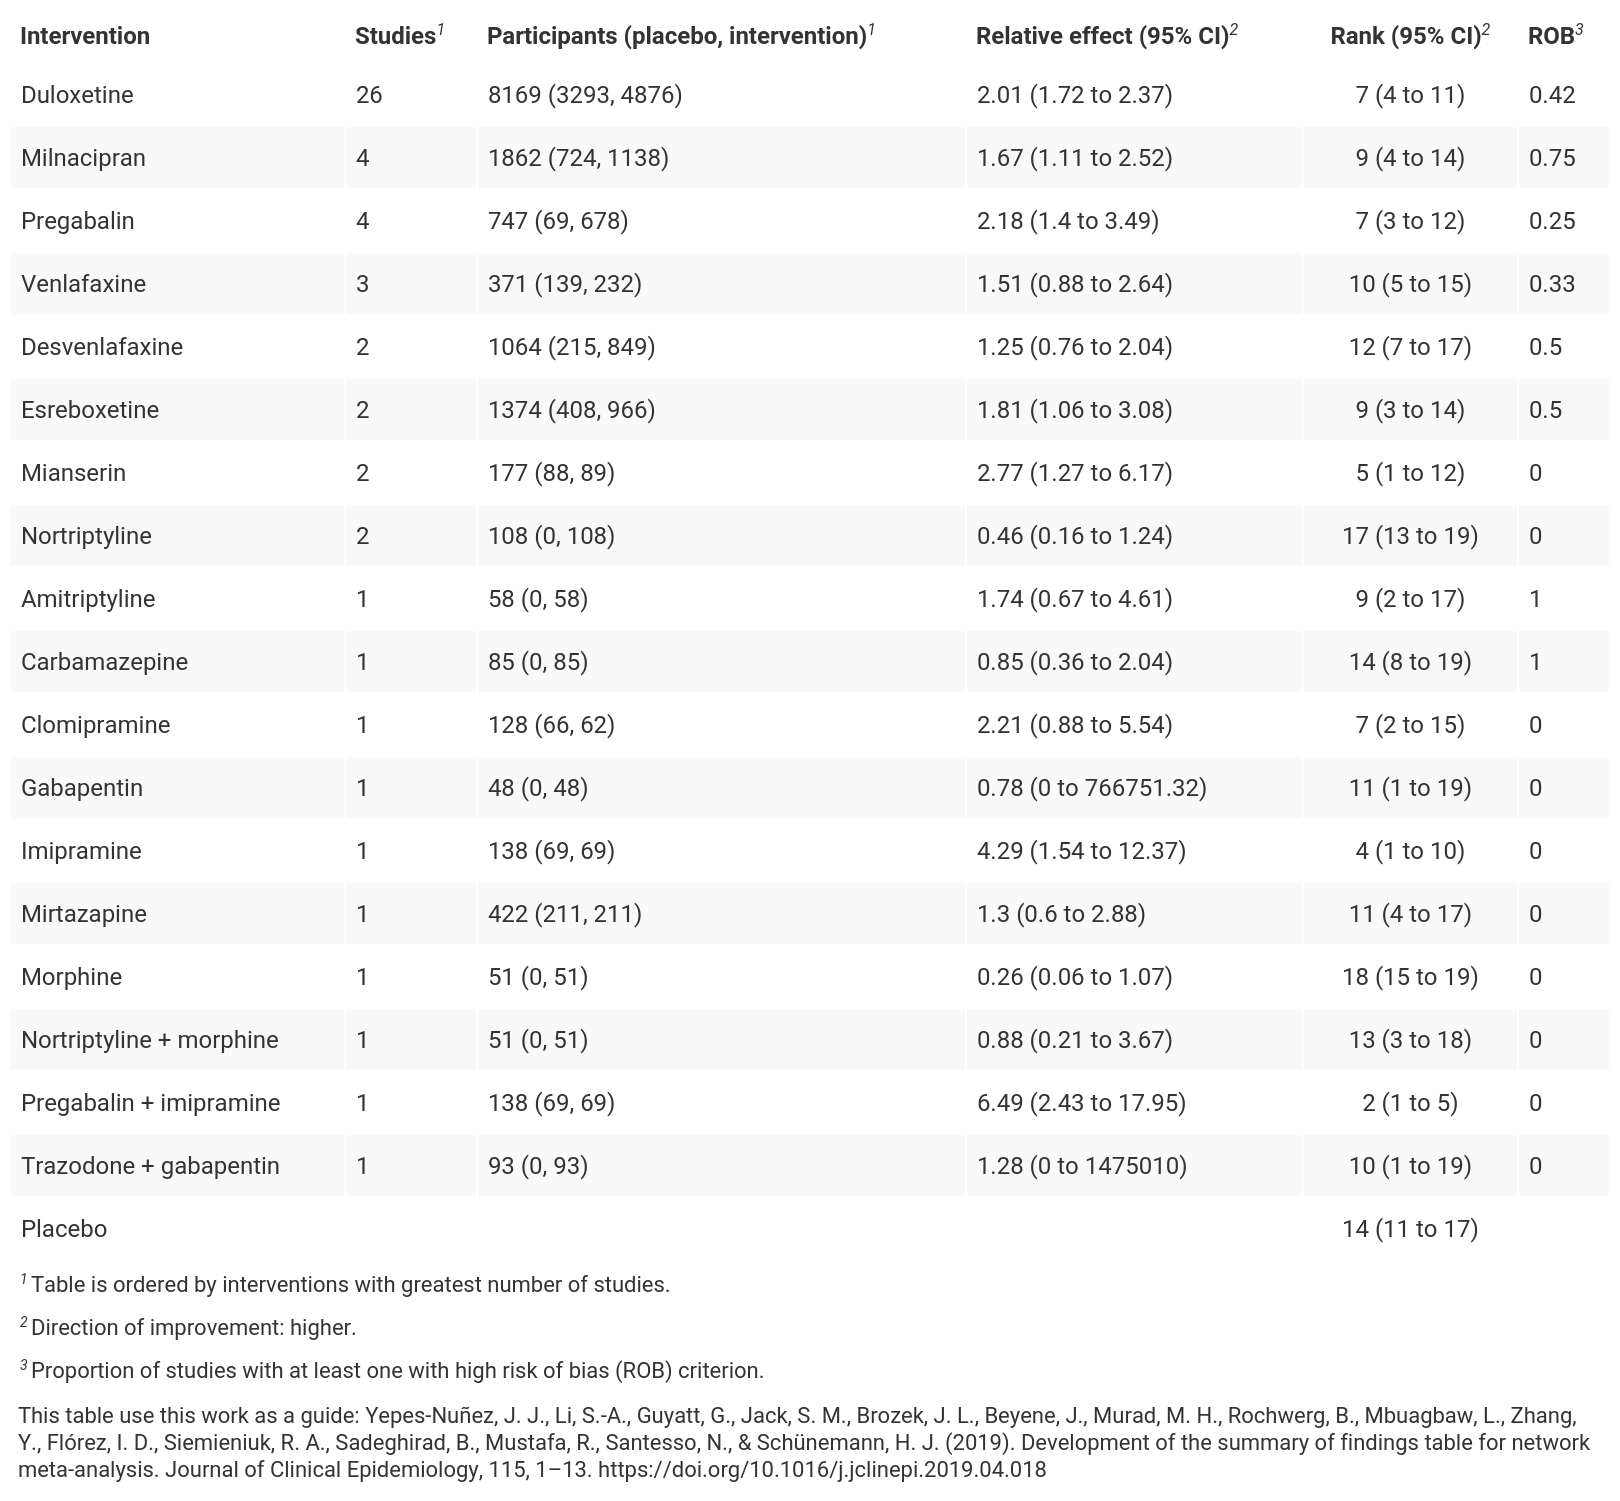 Intervention Studies1 Participants (placebo, intervention)1 Relative effect (95% CI)2 Rank (95% CI)2 ROB3
Duloxetine 26 8169 (3293, 4876) 2.01 (1.72 to 2.37) 7 (4 to 11) 0.42
Milnacipran 4 1862 (724, 1138) 1.67 (1.11 to 2.52) 9 (4 to 14) 0.75
Pregabalin 4 747 (69, 678) 2.18 (1.4 to 3.49) 7 (3 to 12) 0.25
Venlafaxine 3 371 (139, 232) 1.51 (0.88 to 2.64) 10 (5 to 15) 0.33
Desvenlafaxine 2 1064 (215, 849) 1.25 (0.76 to 2.04) 12 (7 to 17) 0.5
Esreboxetine 2 1374 (408, 966) 1.81 (1.06 to 3.08) 9 (3 to 14) 0.5
Mianserin 2 177 (88, 89) 2.77 (1.27 to 6.17) 5 (1 to 12) 0
Nortriptyline 2 108 (0, 108) 0.46 (0.16 to 1.24) 17 (13 to 19) 0
Amitriptyline 1 58 (0, 58) 1.74 (0.67 to 4.61) 9 (2 to 17) 1
Carbamazepine 1 85 (0, 85) 0.85 (0.36 to 2.04) 14 (8 to 19) 1
Clomipramine 1 128 (66, 62) 2.21 (0.88 to 5.54) 7 (2 to 15) 0
Gabapentin 1 48 (0, 48) 0.78 (0 to 766751.32) 11 (1 to 19) 0
Imipramine 1 138 (69, 69) 4.29 (1.54 to 12.37) 4 (1 to 10) 0
Mirtazapine 1 422 (211, 211) 1.3 (0.6 to 2.88) 11 (4 to 17) 0
Morphine 1 51 (0, 51) 0.26 (0.06 to 1.07) 18 (15 to 19) 0
Nortriptyline + morphine 1 51 (0, 51) 0.88 (0.21 to 3.67) 13 (3 to 18) 0
Pregabalin + imipramine 1 138 (69, 69) 6.49 (2.43 to 17.95) 2 (1 to 5) 0
Trazodone + gabapentin 1 93 (0, 93) 1.28 (0 to 1475010) 10 (1 to 19) 0
Placebo 14 (11 to 17)
1 Table is ordered by interventions with greatest number of studies.
2 Direction of improvement: higher.
3 Proportion of studies with at least one with high risk of bias (ROB) criterion.
This table use this work as a guide: Yepes-Nuñez, J. J., Li, S.-A., Guyatt, G., Jack, S. M., Brozek, J. L., Beyene, J., Murad, M. H., Rochwerg, B., Mbuagbaw, L., Zhang,
Y., Flórez, I. D., Siemieniuk, R. A., Sadeghirad, B., Mustafa, R., Santesso, N., & Schünemann, H. J. (2019). Development of the summary of findings table for network
meta-analysis. Journal of Clinical Epidemiology, 115, 1–13. https://doi.org/10.1016/j.jclinepi.2019.04.018